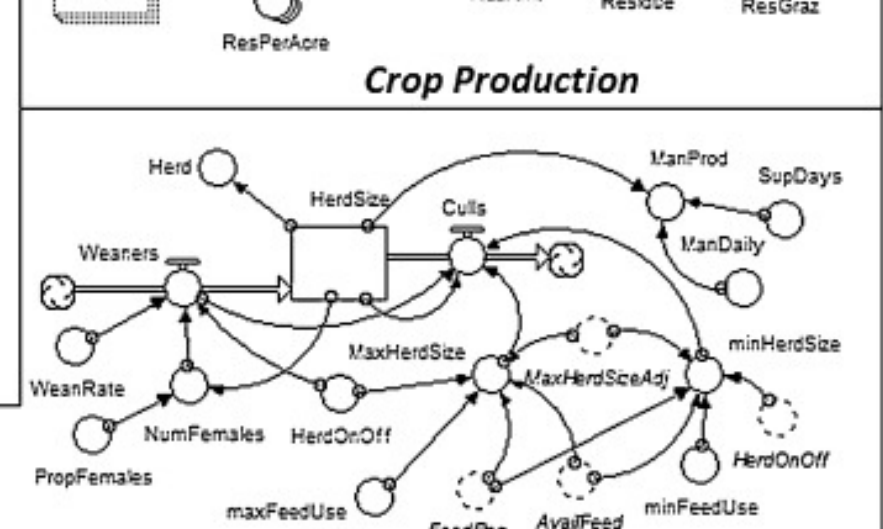 ResGraz
ResPerAcre
Crop Production
Herd
ManProd
SupDays
HerdSize
Culls
Weaners
ManDaily
MaxHerdSize
minHerdSize
WeanRate
MaxHerdSizeAdj
NumFemales
HerdOnOff
HerdOnOff
PropFemales
maxFeedUse
AvailFeed
minFeedUse